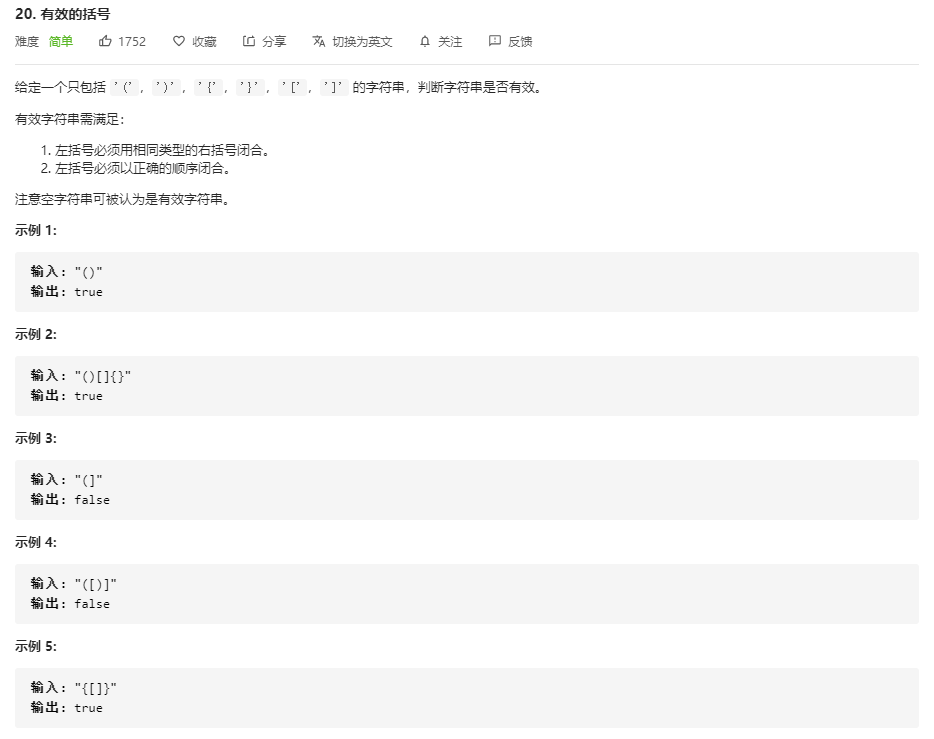 20. 有效的括号
难度 简单 1752 收藏 分享 切换为英文 关注 反馈
给定一个只包括 '('，')'，'{'，'}'，'['，']' 的字符串，判断字符串是否有效。
有效字符串需满足：
1. 左括号必须用相同类型的右括号闭合。
2. 左括号必须以正确的顺序闭合。
注意空字符串可被认为是有效字符串。
示例 1:
输入: "()"
输出: true
示例 2:
输入: "()[]{}"
输出: true
示例 3:
输入: "(]"
输出: false
示例 4:
输入: "([)]"
输出: false
示例 5:
输入: "{[]}"
输出: true